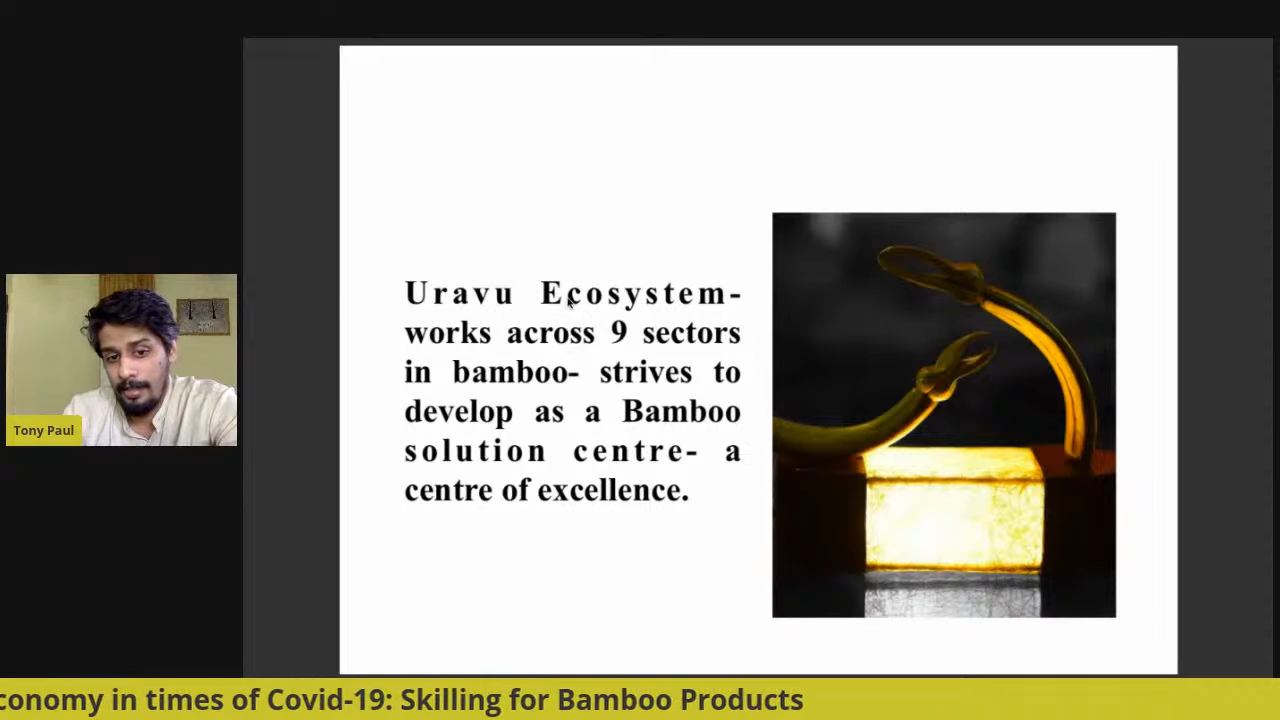 Uravu Ecosystem-
works across 9 sectors
in bamboo- strives to
develop as a Bamboo
solution centre- a
centre of excellence.
Tony Paul
conomy in times of Covid-19: Skilling for Bamboo Products